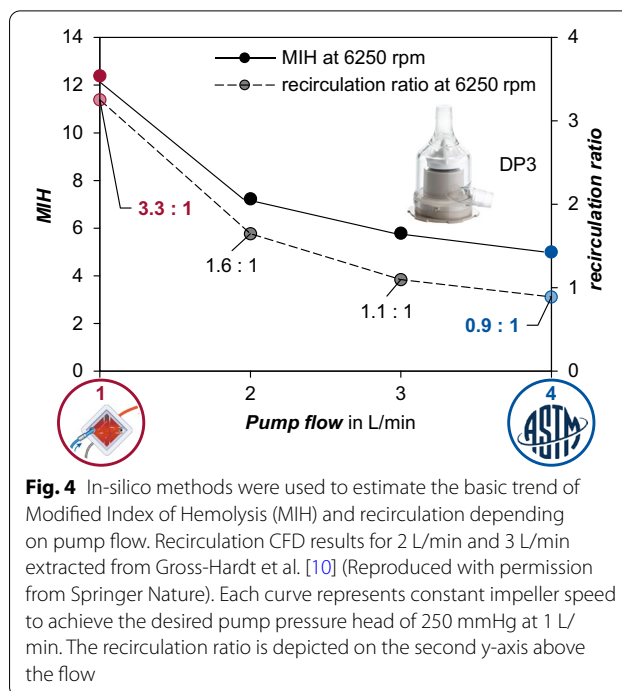 14
12
10
8
6
4
2
0
MIH
4
3
2
1
0
recirculation ratio
MIH at 6250 rpm
recirculation ratio at 6250 rpm
DP3
3.3 : 1
1.6 : 1
1.1 : 1
0.9 : 1
1
2
3
4
Pump flow in L/min
ASTM
Fig. 4 In-silico methods were used to estimate the basic trend of
Modified Index of Hemolysis (MIH) and recirculation depending
on pump flow. Recirculation CFD results for 2 L/min and 3 L/min
extracted from Gross-Hardt et al. [10] (Reproduced with permission
from Springer Nature). Each curve represents constant impeller speed
to achieve the desired pump pressure head of 250 mmHg at 1 L/
min. The recirculation ratio is depicted on the second y-axis above
the flow